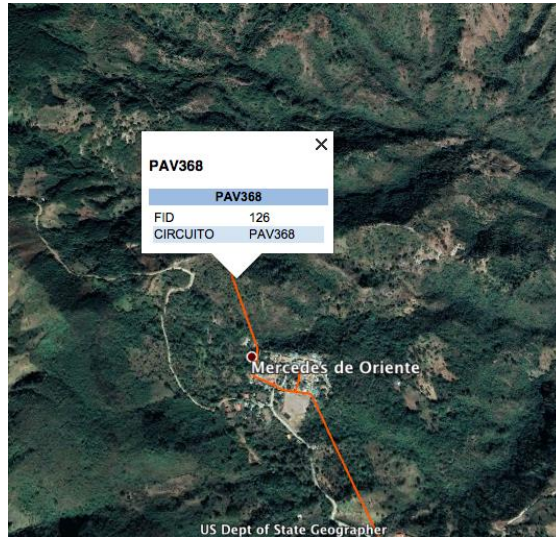 PAV368
PAV368
FID 126
CIRCUITO PAV368
Mercedes de Oriente
US Dept of State Geographer